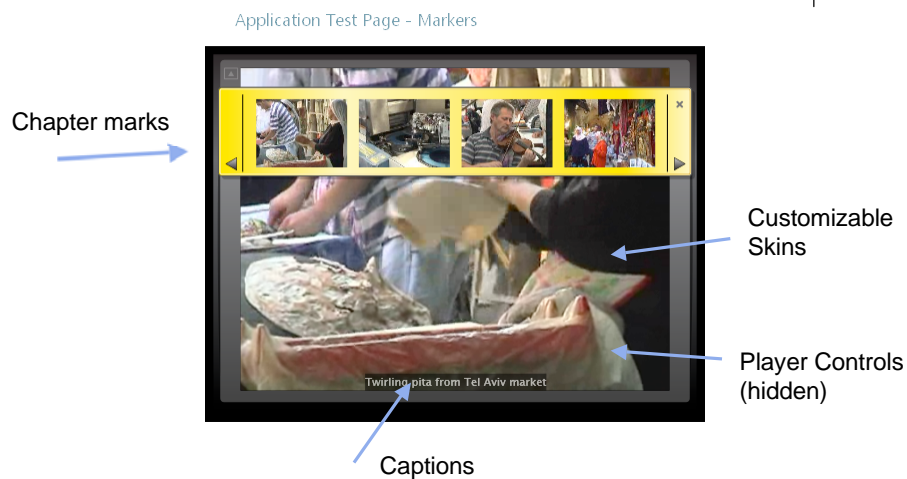 Application Test Page - Markers
Chapter marks
Customizable
Skins
Player Controls
(hidden)
Twirling pita from Tel Aviv market
Captions